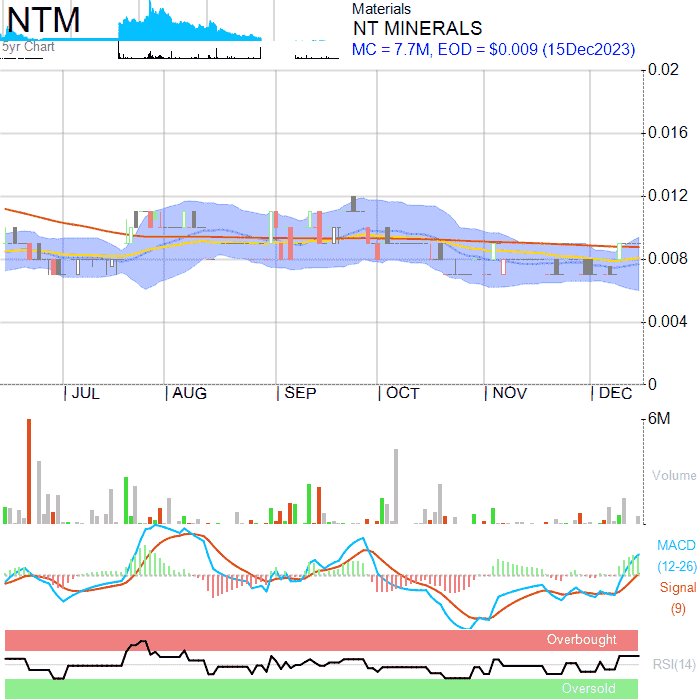 NTM
5yr Chart
Materials
NT MINERALS
MC = 7.7M, EOD = $0.009 (15Dec2023)
0.02
0.016
0.012
0.008
0.004
0
JUL AUG SEP OCT NOV DEC
6M
Volume
MACD
(12-26)
Signal
(9)
Overbought
RSI(14)
Oversold